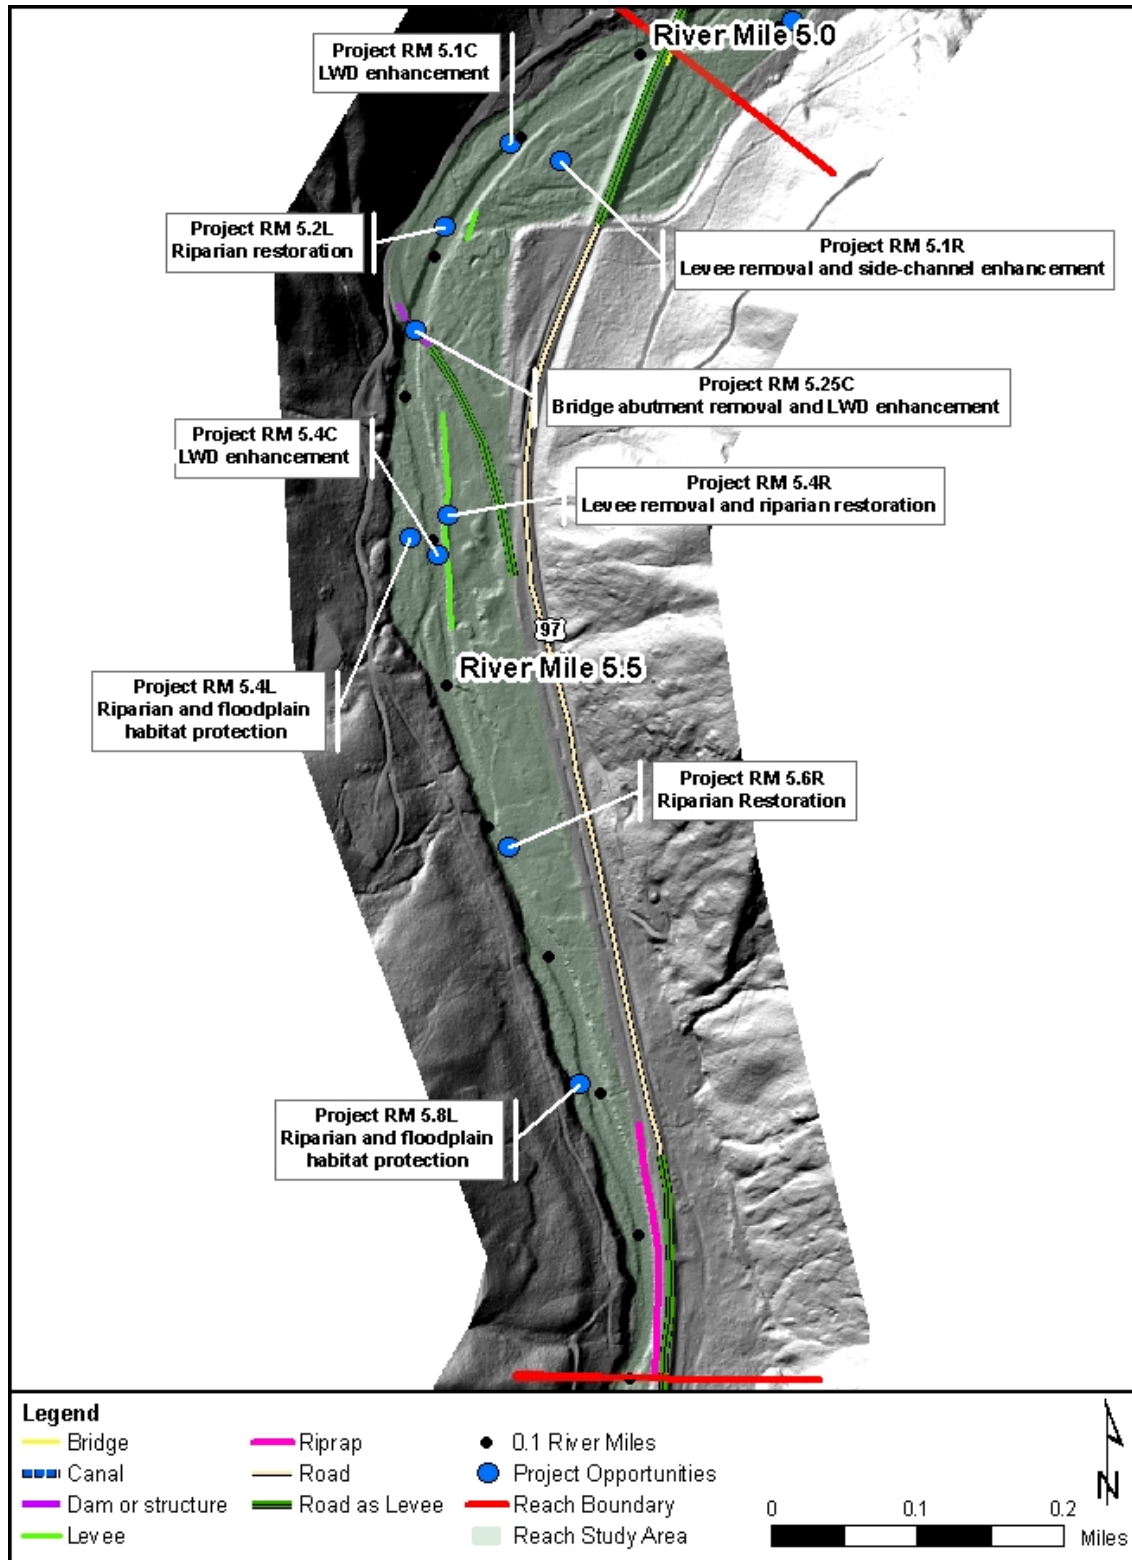 River Mile 5.0
Project RM 5.1C
LWD enhancement
Project RM 5.2L
Riparian restoration
Project RM 5.1R
Levee removal and side-channel enhancement
Project RM 5.25C
Bridge abutment removal and LWD enhancement
Project RM 5.4C
LWD enhancement
Project RM 5.4R
Levee removal and riparian restoration
97
River Mile 5.5
Project RM 5.4L
Riparian and floodplain
habitat protection
Project RM 5.6R
Riparian Restoration
Project RM 5.8L
Riparian and floodplain
habitat protection
Legend
Bridge
Canal
Dam or structure
Levee
Riprap
Road
Road as Levee
0.1 River Miles
Project Opportunities
Reach Boundary
Reach Study Area
N
0 0.1 0.2
Miles